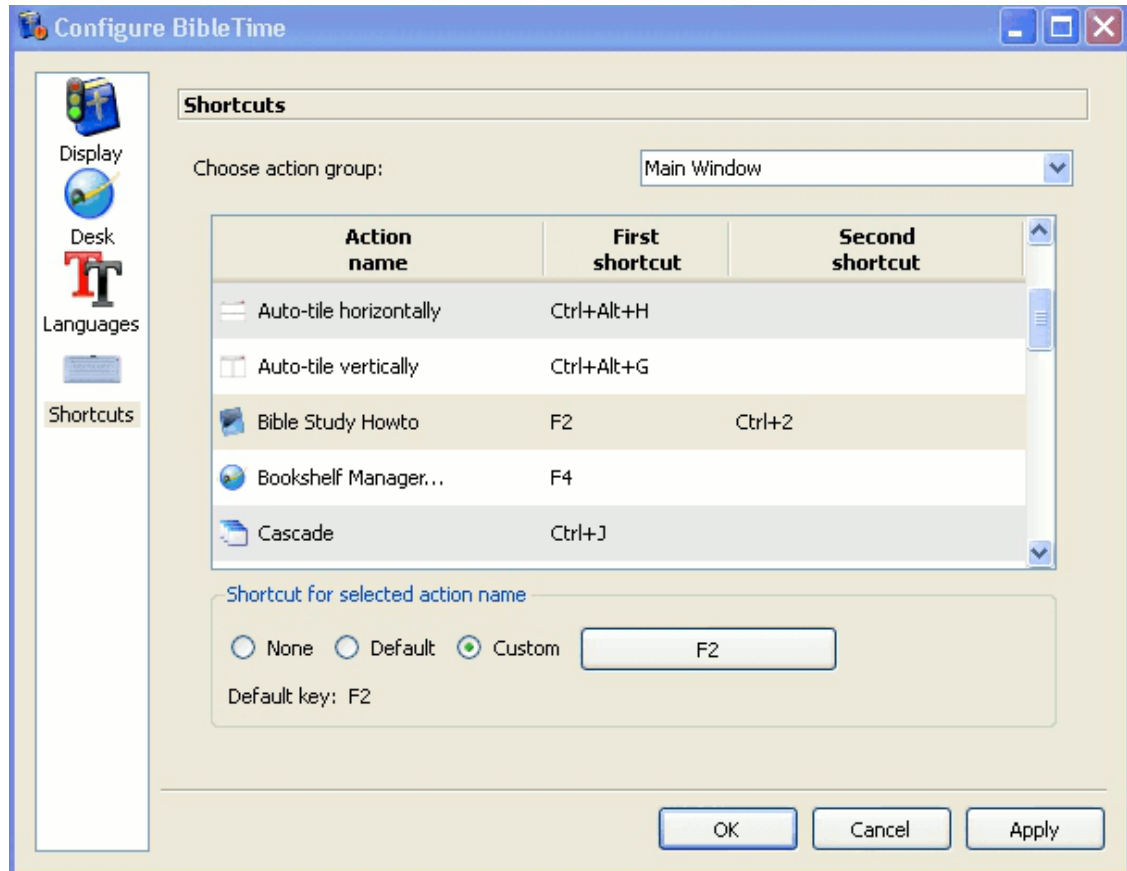 Configure BibleTime
Display
Desk
Languages
Shortcuts
Shortcuts
Choose action group: Main Window
Action name First shortcut Second shortcut
Auto-tile horizontally Ctrl+Alt+H
Auto-tile vertically Ctrl+Alt+G
Bible Study Howto F2 Ctrl+2
Bookshelf Manager... F4
Cascade Ctrl+J
Shortcut for selected action name
None Default Custom F2
Default key: F2
OK Cancel Apply